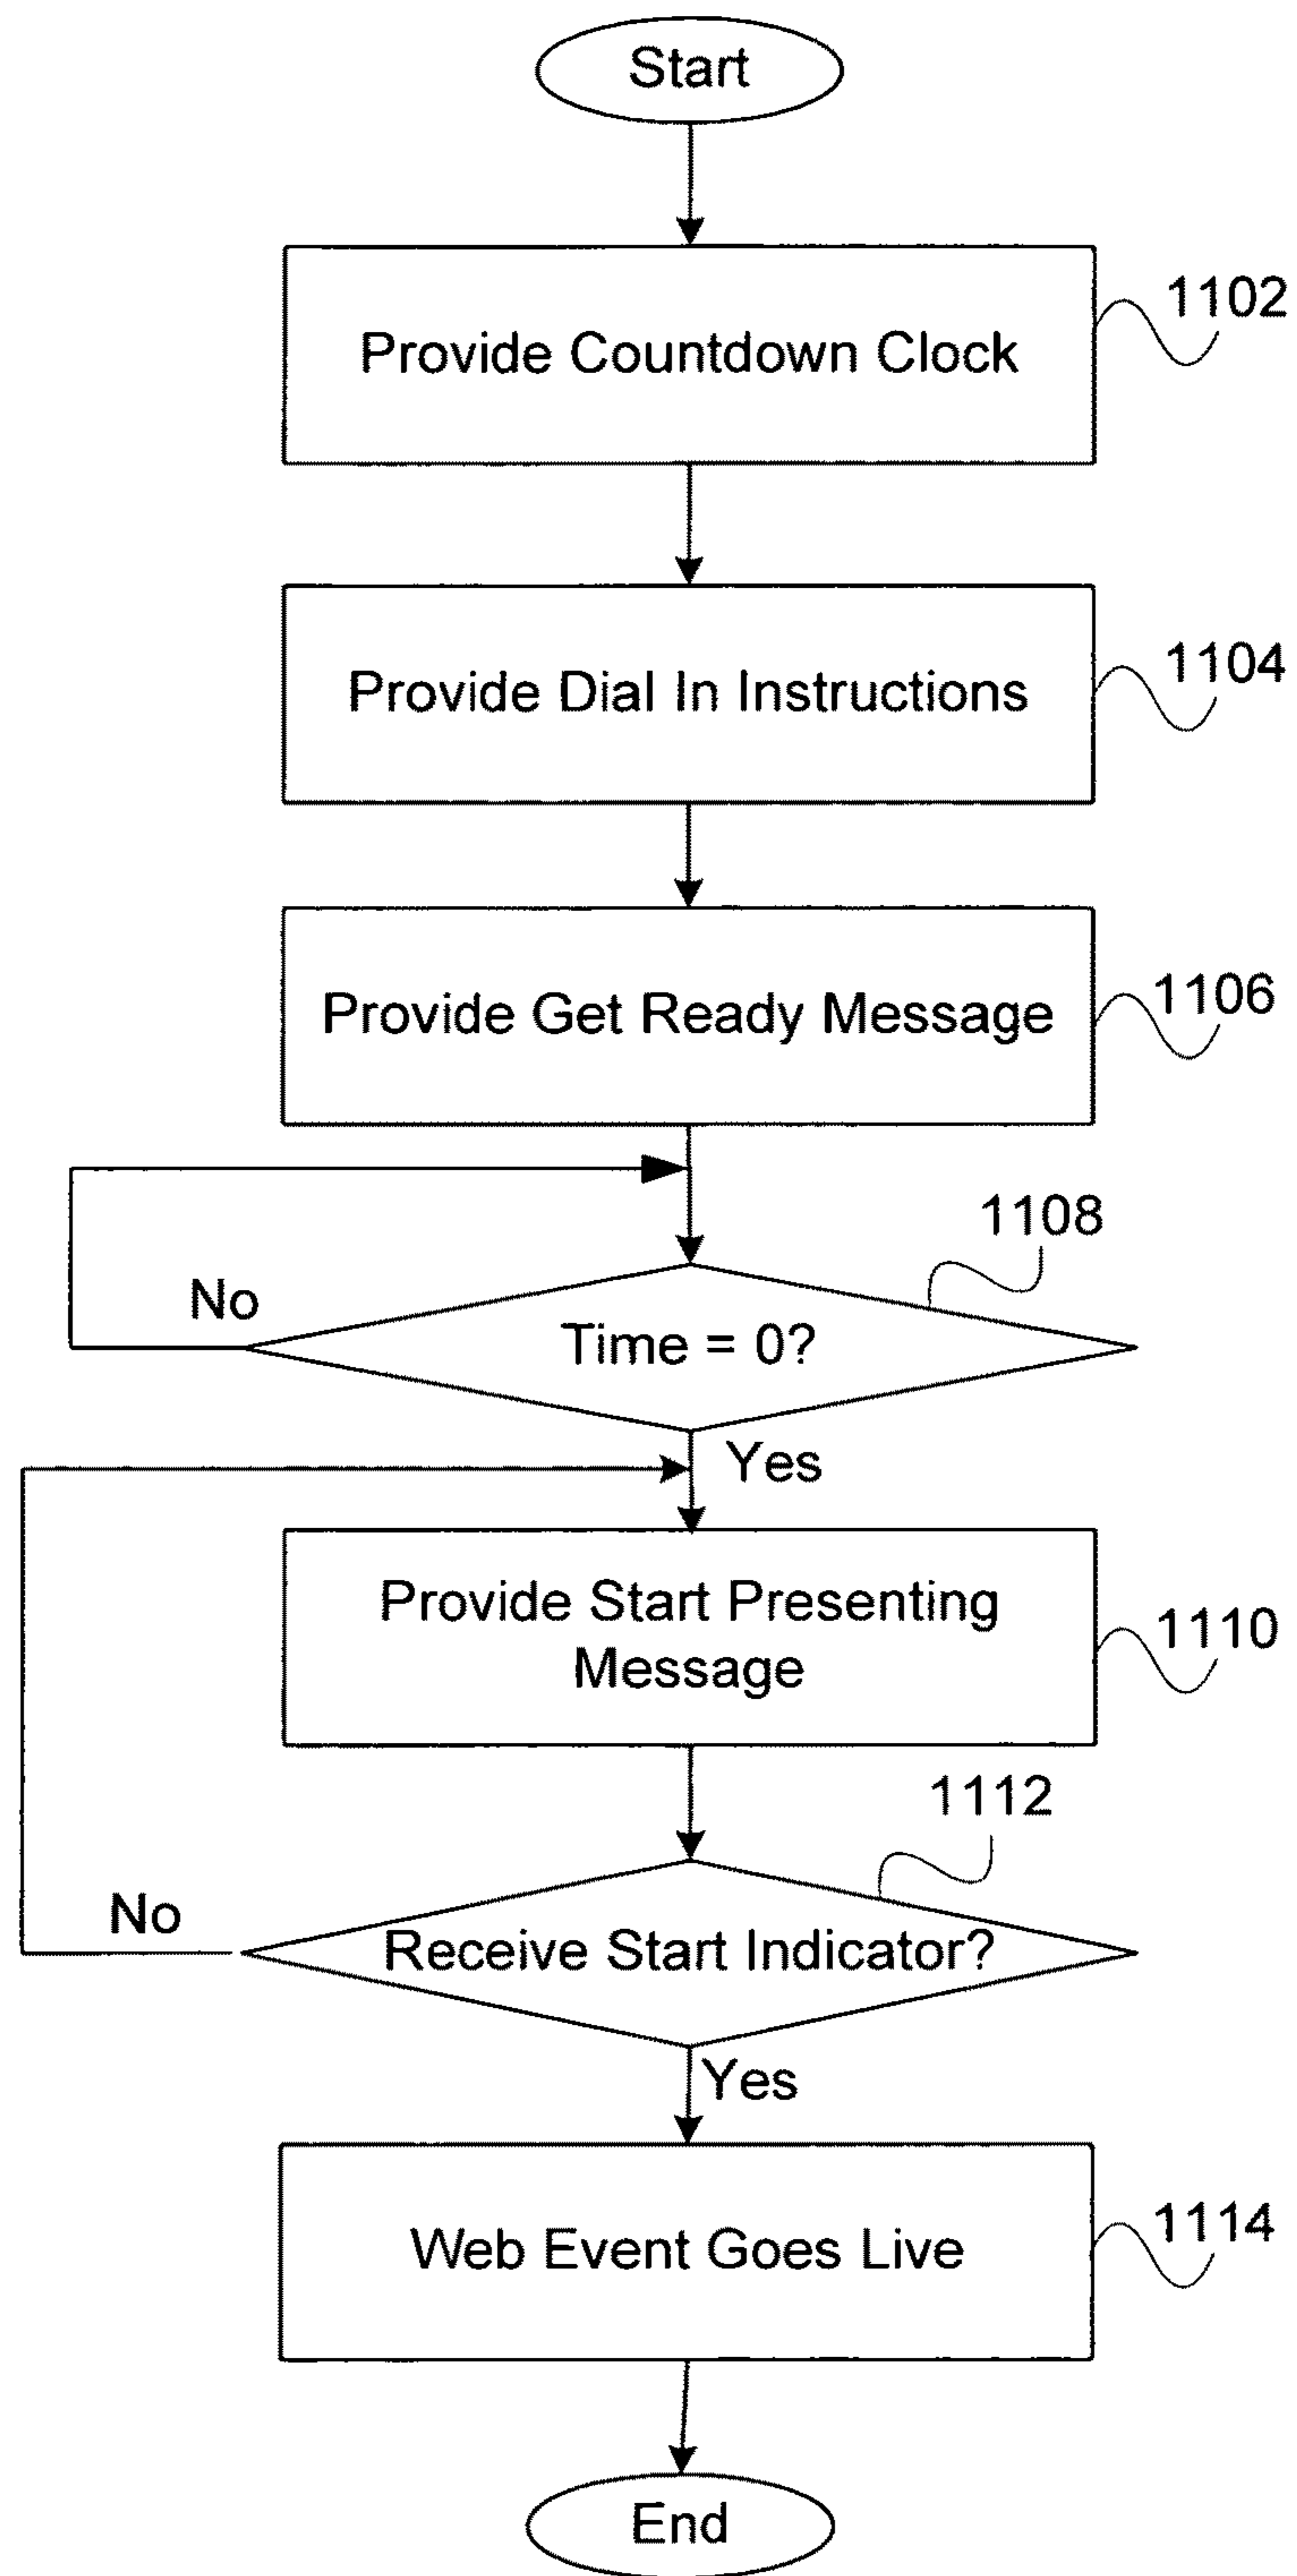 Start
Provide Countdown Clock
1102
Provide Dial In Instructions
1104
Provide Get Ready Message
1106
1108
No
Time = 0?
Yes
Provide Start Presenting
Message
1110
1112
No
Receive Start Indicator?
Yes
Web Event Goes Live
1114
End